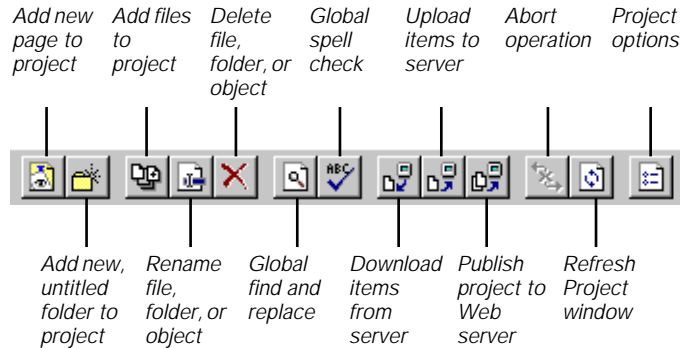 Add new
page to
project
Add files
to
project
Delete
file,
folder, or
object
Global
spell
check
Upload
items to
server
Abort
operation
Project
options
ABC
Add new,
untitled
folder to
project
Rename
file,
folder, or
object
Global
find and
replace
Download
items
from
server
Publish
project to
Web
server
Refresh
Project
window